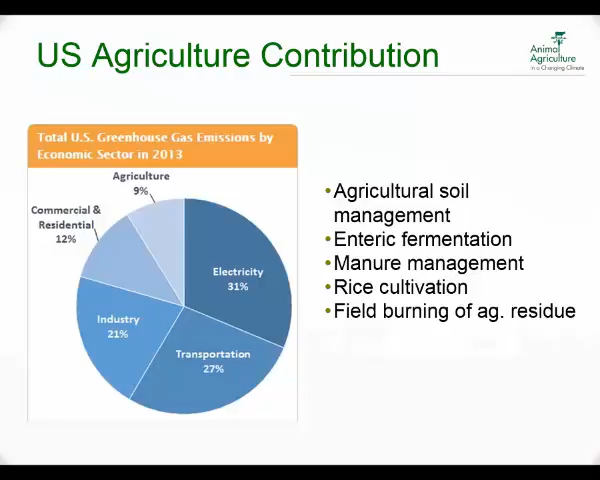 US Agriculture Contribution
Animal
Agriculture
in a Changing Climate
Total U.S. Greenhouse Gas Emissions by
Economic Sector in 2013
Agriculture
9%
Commercial &
Residential
12%
Electricity
31%
Industry
21%
Transportation
27%
•Agricultural soil
management
•Enteric fermentation
•Manure management
•Rice cultivation
•Field burning of ag. residue